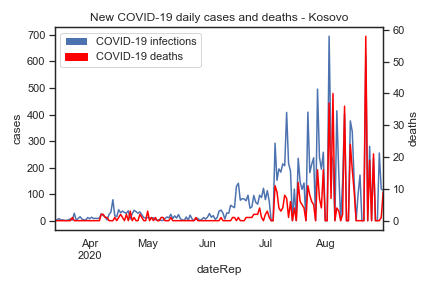 New COVID-19 daily cases and deaths - Kosovo
COVID-19 infections
COVID-19 deaths
700
600
500
400
300
200
100
0
cases
60
50
40
30
20
10
0
deaths
Apr
2020
May
Jun
Jul
Aug
dateRep